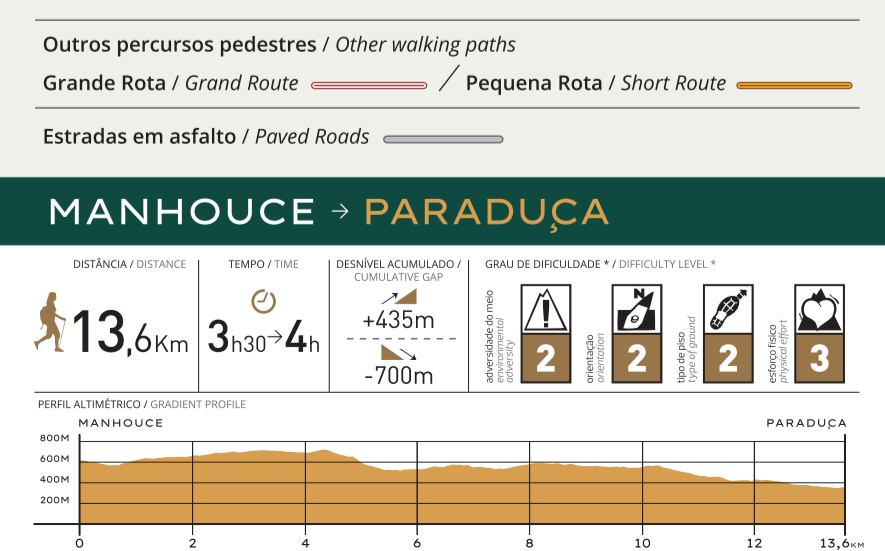 Outros percursos pedestres / Other walking paths
Grande Rota / Grand Route / Pequena Rota / Short Route
Estradas em asfalto / Paved Roads
MANHOUCE → PARADUÇA
DISTÂNCIA / DISTANCE
13,6Km
TEMPO / TIME
3h30→4h
DESNÍVEL ACUMULADO /
CUMULATIVE GAP
+435m
-700m
GRAU DE DIFICULDADE * / DIFFICULTY LEVEL *
adversidade do meio
environmental
adversity
2
orientação
orientation
N
2
tipo de piso
type of ground
2
esforço físico
physical effort
3
PERFIL ALTIMÉTRICO / GRADIENT PROFILE
MANHOUCE PARADUÇA
800M
600M
400M
200M
0 2 4 6 8 10 12 13,6KM